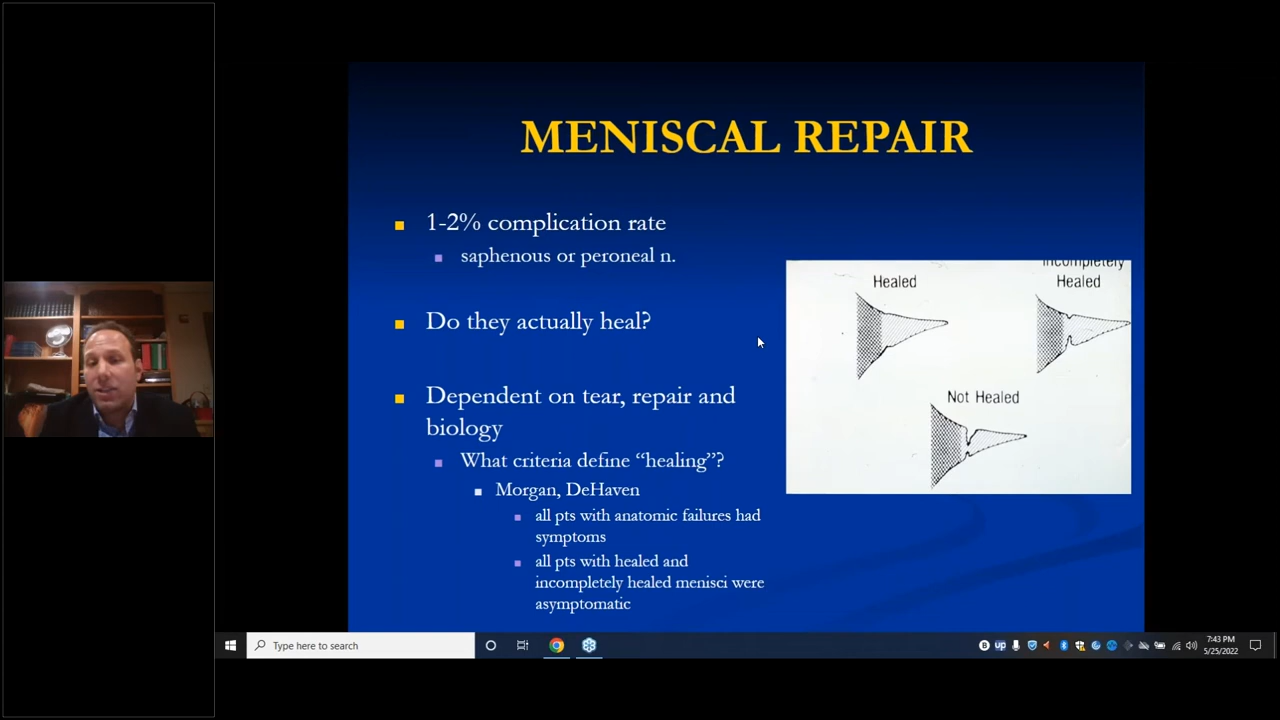 MENISCAL REPAIR
1-2% complication rate
saphenous or peroneal n.
Do they actually heal?
Dependent on tear, repair and
biology
What criteria define “healing”?
Morgan, DeHaven
all pts with anatomic failures had
symptoms
all pts with healed and
incompletely healed menisci were
asymptomatic
Healed
Incompletely
Healed
Not Healed
Type here to search
7:43 PM
5/25/2022